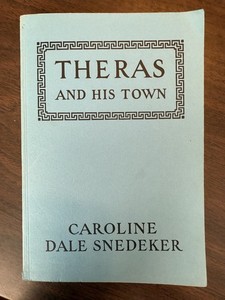 THERAS
AND HIS TOWN
CAROLINE
DALE SNEDEKER